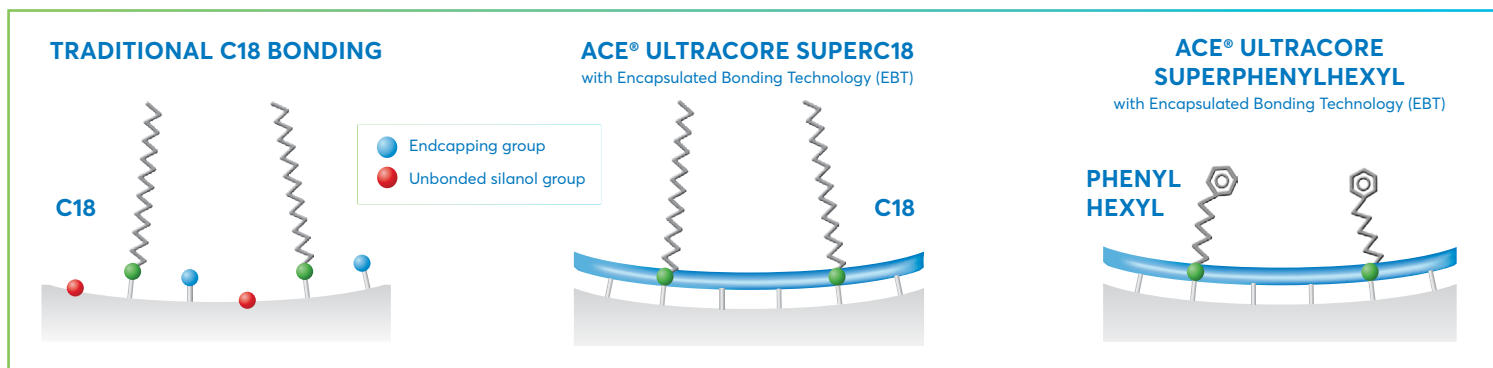 TRADITIONAL C18 BONDING
C18
Endcapping group
Unbonded silanol group
ACE® ULTRACORE SUPERC18
with Encapsulated Bonding Technology (EBT)
C18
ACE® ULTRACORE
SUPERPHENYLHEXYL
with Encapsulated Bonding Technology (EBT)
PHENYL
HEXYL